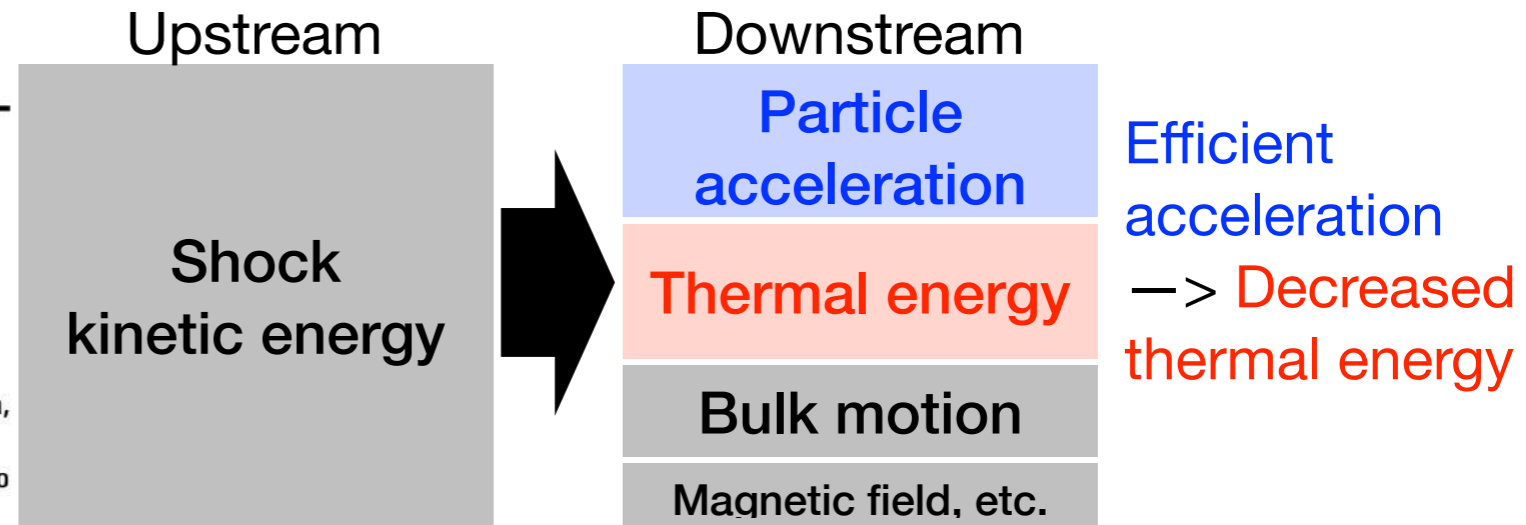 Upstream
Downstream
Shock
kinetic energy
Particle
acceleration
Thermal energy
Bulk motion
Magnetic field, etc.
Efficient
acceleration
—> Decreased
thermal energy